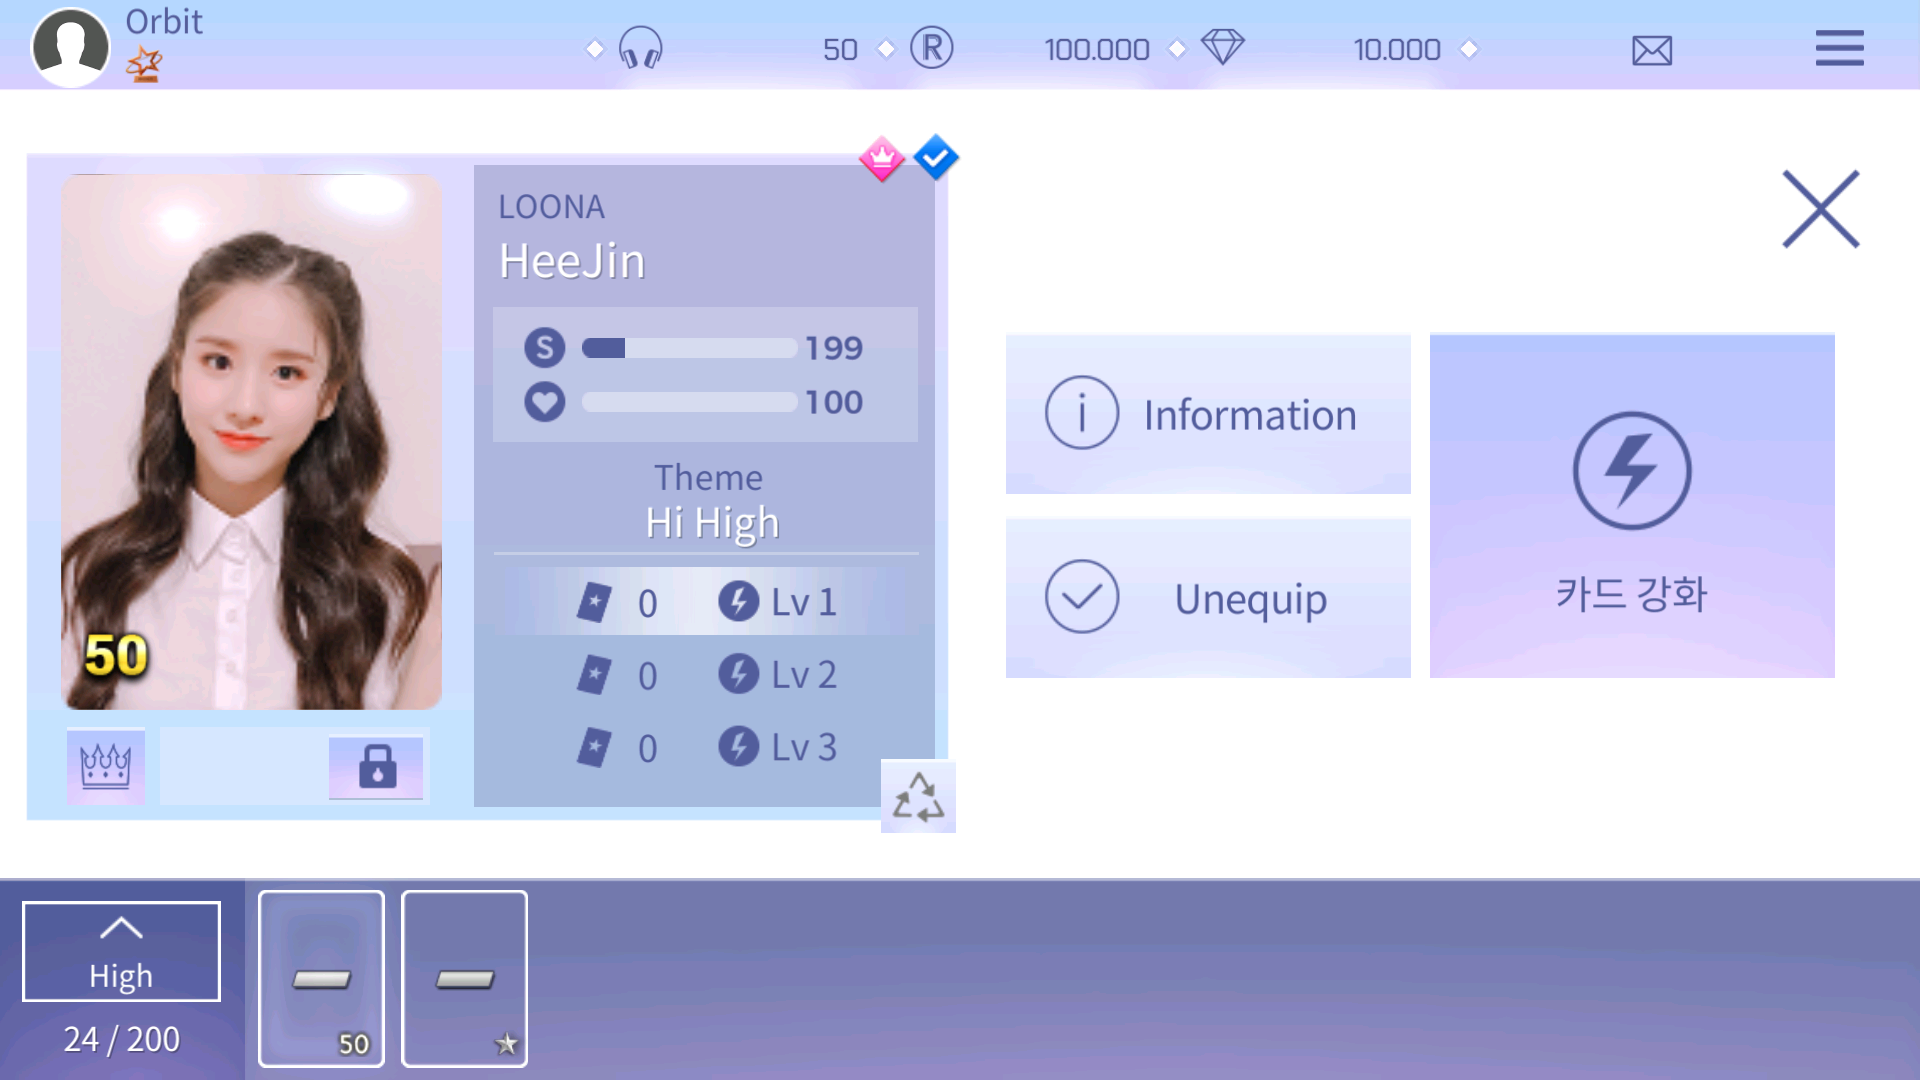 Orbit
50
R
100.000
10.000
LOONA
HeeJin
S
199
100
Theme
Hi High
0 Lv 1
0 Lv 2
0 Lv 3
50
i Information
Unequip
카드 강화
High
24 / 200
50